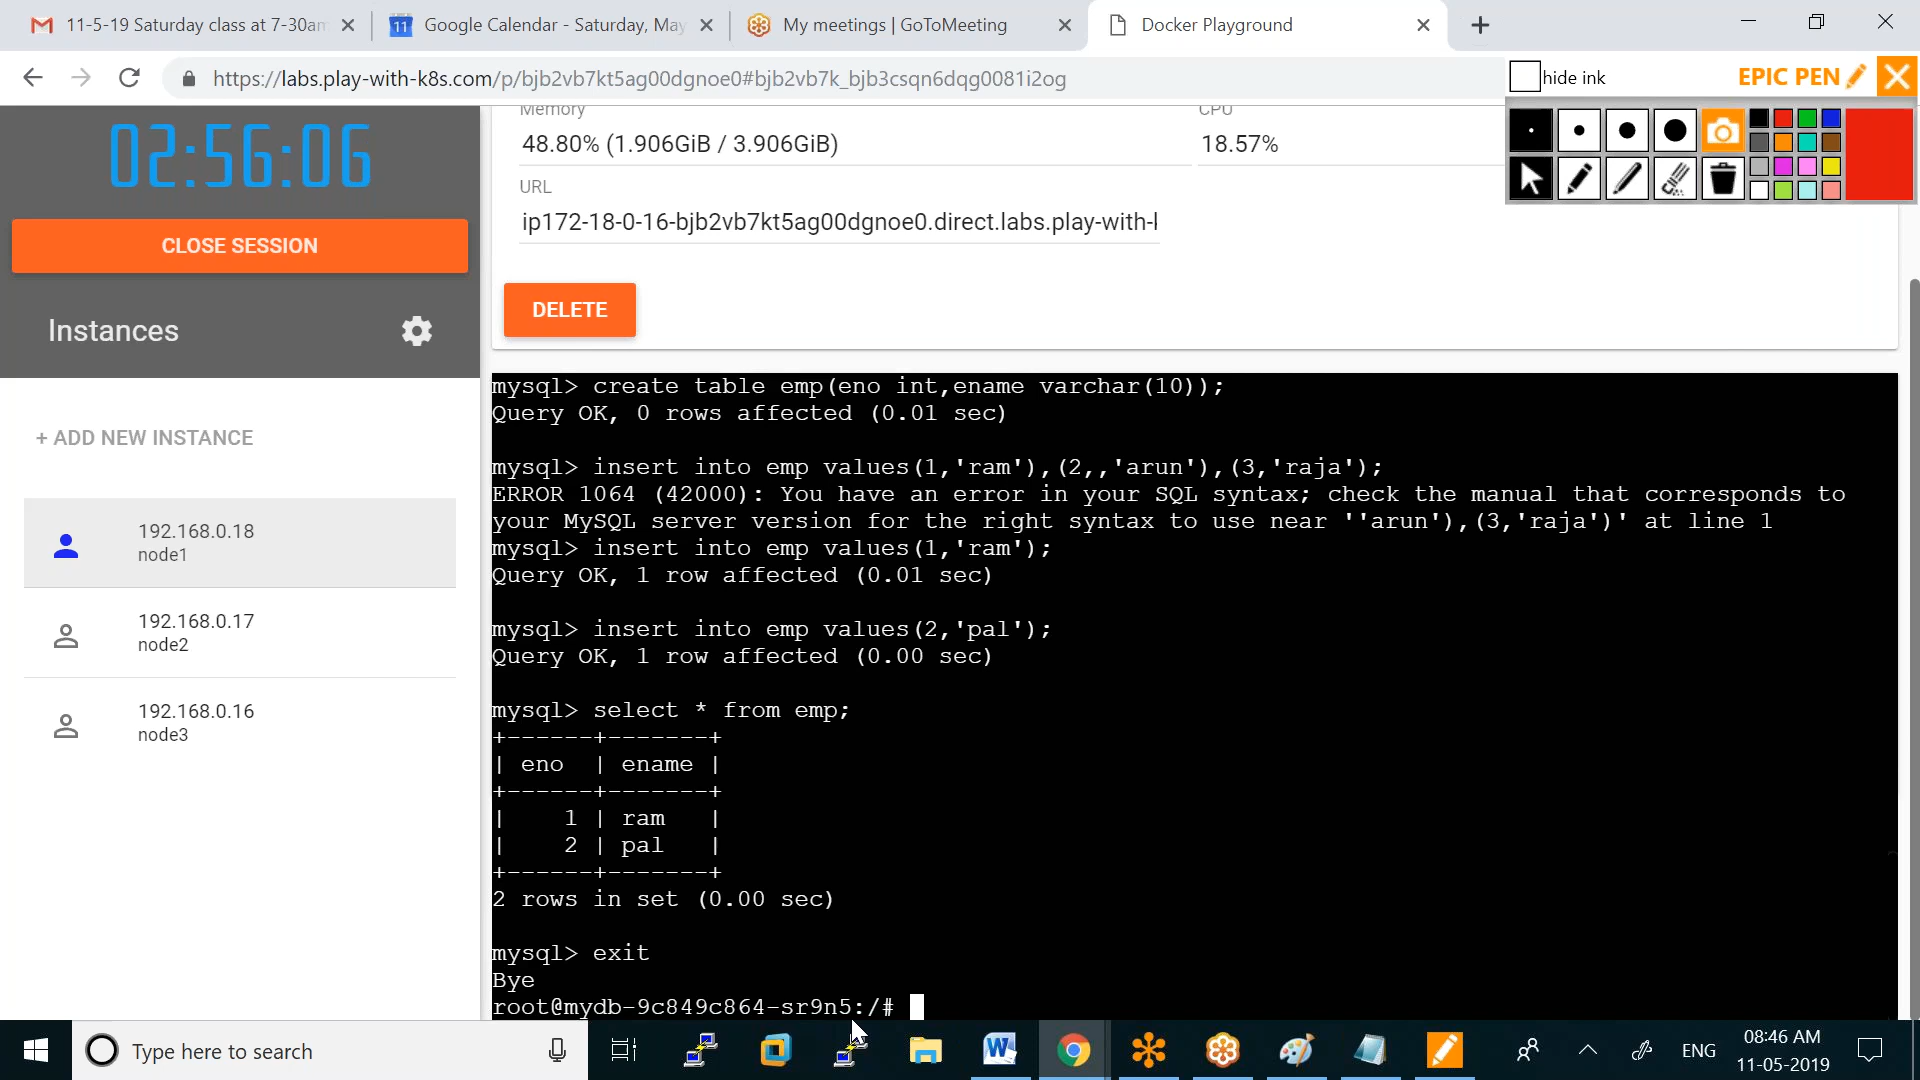 11-5-19 Saturday class at 7-30am
Google Calendar - Saturday, May
My meetings | GoToMeeting
Docker Playground
https://labs.play-with-k8s.com/p/bjb2vb7kt5ag00dgnoe0#bjb2vb7k_bjb3csqn6dqg0081i2og
hide ink
EPIC PEN
02:56:06
CLOSE SESSION
Instances
+ ADD NEW INSTANCE
192.168.0.18
node1
192.168.0.17
node2
192.168.0.16
node3
Memory
48.80% (1.906GiB / 3.906GiB)
CPU
18.57%
URL
ip172-18-0-16-bjb2vb7kt5ag00dgnoe0.direct.labs.play-with-
DELETE
mysql> create table emp(eno int,ename varchar(10));
Query OK, 0 rows affected (0.01 sec)
mysql> insert into emp values(1,'ram'),(2,,'arun'),(3,'raja');
ERROR 1064 (42000): You have an error in your SQL syntax; check the manual that corresponds to
your MySQL server version for the right syntax to use near ''arun'),(3,'raja')' at line 1
mysql> insert into emp values(1,'ram');
Query OK, 1 row affected (0.01 sec)
mysql> insert into emp values(2,'pal');
Query OK, 1 row affected (0.00 sec)
mysql> select * from emp;
+------+-------+
| eno  | ename |
+------+-------+
|    1 | ram   |
|    2 | pal   |
+------+-------+
2 rows in set (0.00 sec)
mysql> exit
Bye
root@mydb-9c849c864-sr9n5:/#
Type here to search
ENG
08:46 AM
11-05-2019